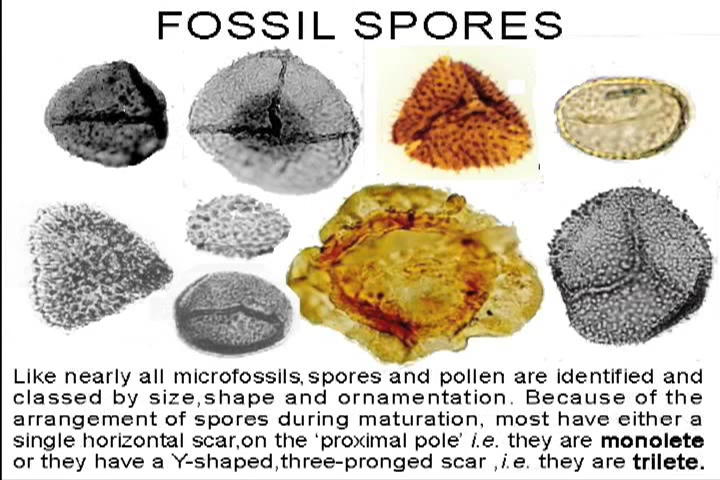 FOSSIL SPORES
Like nearly all microfossils,spores and pollen are identified and
classed by size,shape and ornamentation. Because of the
arrangement of spores during maturation, most have either a
single horizontal scar,on the ‘proximal pole’ i.e. they are monolete
or they have a Y-shaped,three-pronged scar ,i.e. they are trilete.